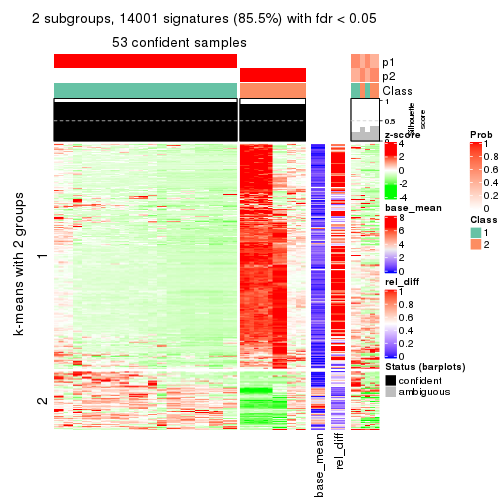 2 subgroups, 14001 signatures (85.5%) with fdr < 0.05
53 confident samples
p1
p2
Class
1
0.5
0
Silhouette
score
k-means with 2 groups
1
2
base_mean
rel_diff
z-score
4
2
0
-2
-4
base_mean
8
6
4
2
0
rel_diff
1
0.8
0.6
0.4
0.2
0
Status (barplots)
confident
ambiguous
Prob
1
0.8
0.6
0.4
0.2
0
Class
1
2